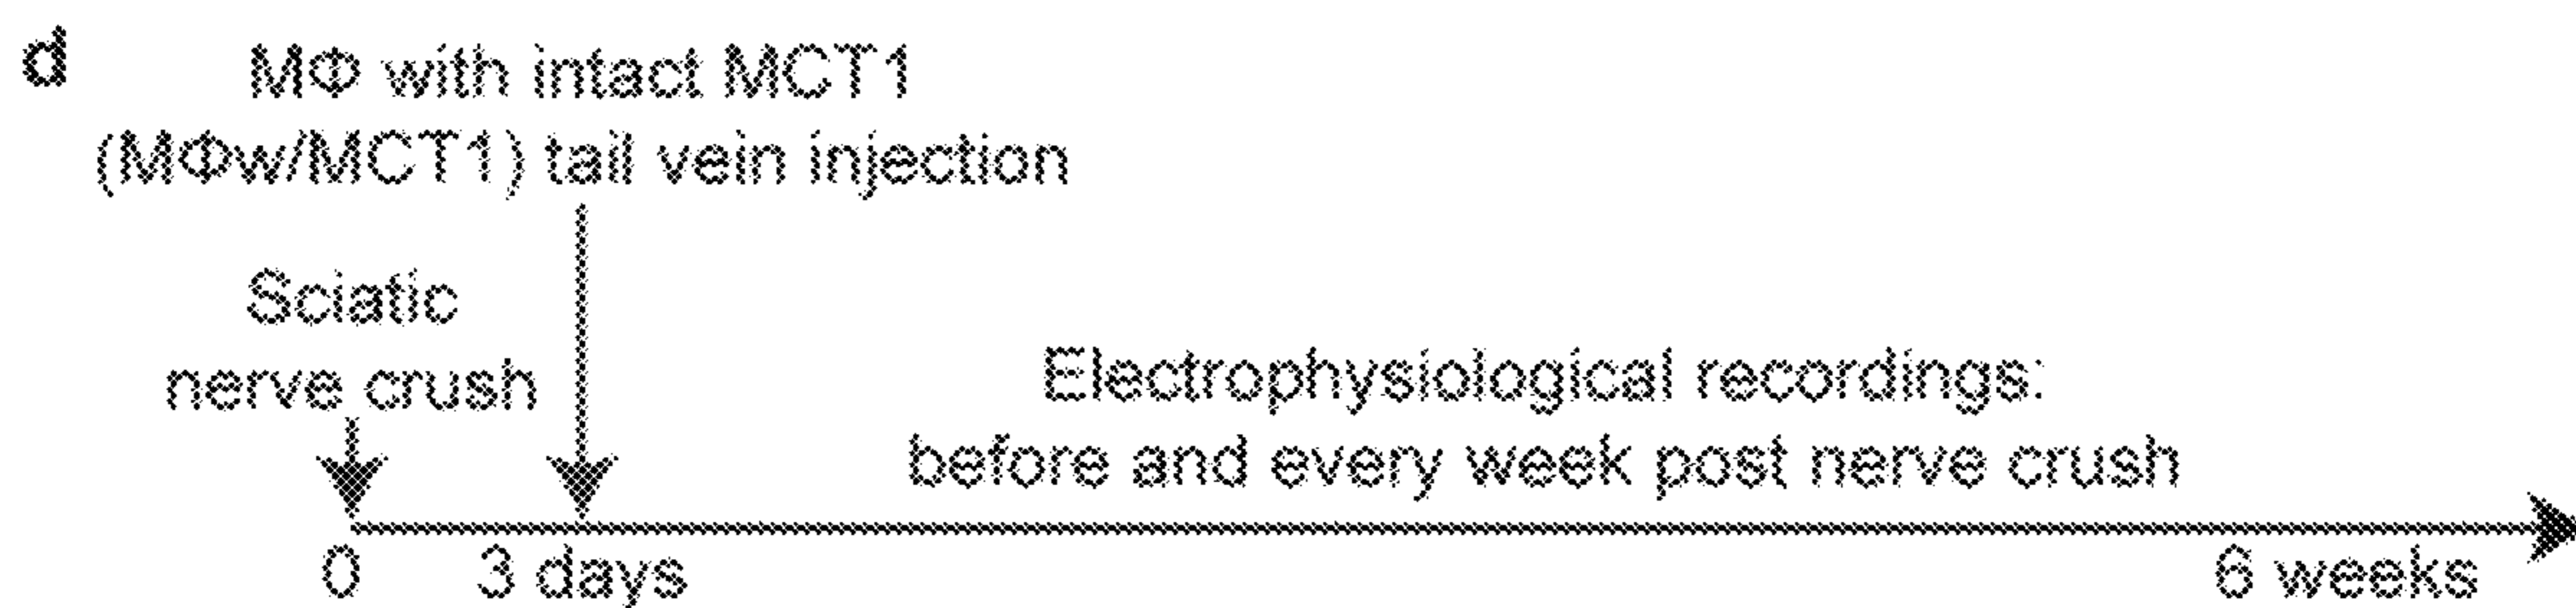 d
MΦ with intact MCT1
(MΦw/MCT1) tail vein injection
Sciatic
nerve crush
Electrophysiological recordings:
before and every week post nerve crush
0 3 days 6 weeks